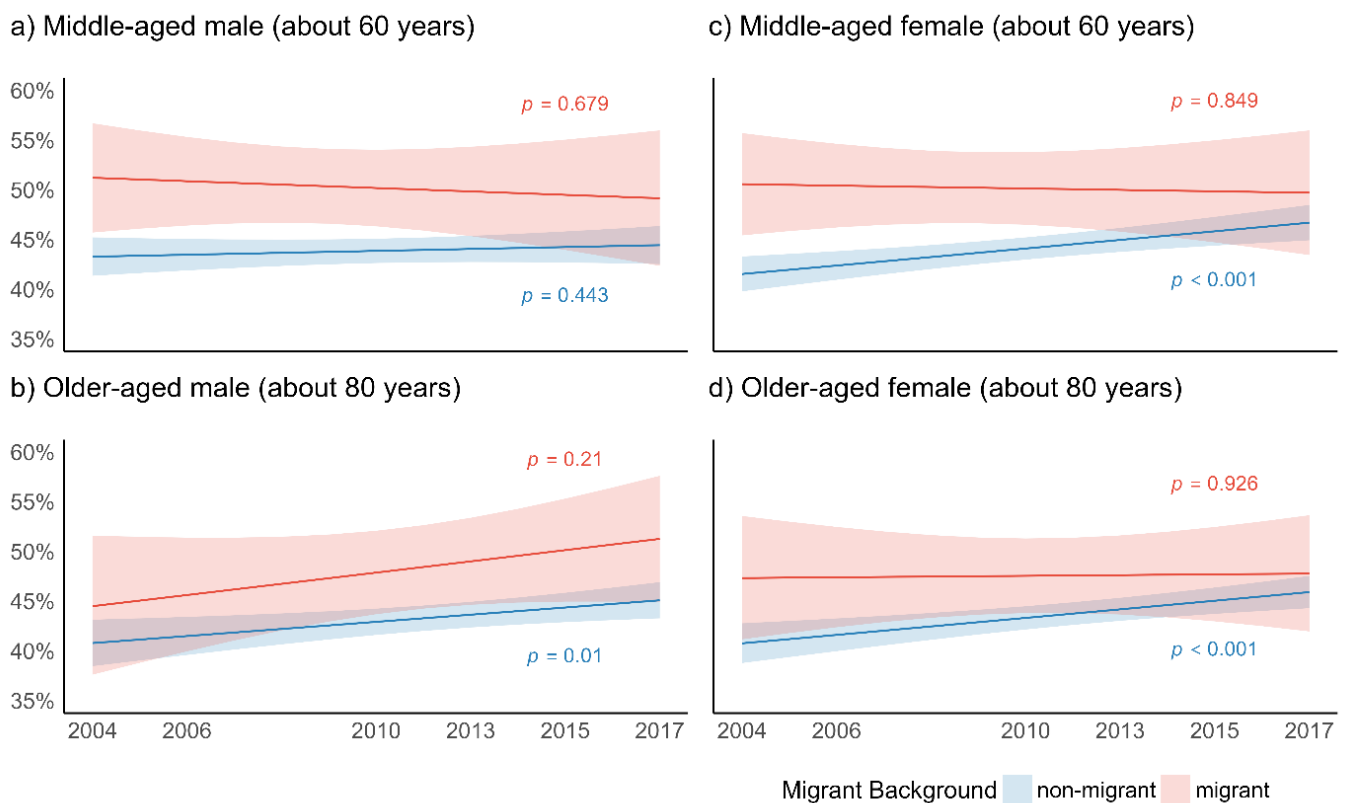 a) Middle-aged male (about 60 years)
60%
55%
50%
45%
40%
35%
p = 0.679
p = 0.443
c) Middle-aged female (about 60 years)
p = 0.849
p < 0.001
b) Older-aged male (about 80 years)
60%
55%
50%
45%
40%
35%
p = 0.21
p = 0.01
2004 2006 2010 2013 2015 2017
d) Older-aged female (about 80 years)
p = 0.926
p < 0.001
2004 2006 2010 2013 2015 2017
Migrant Background non-migrant migrant